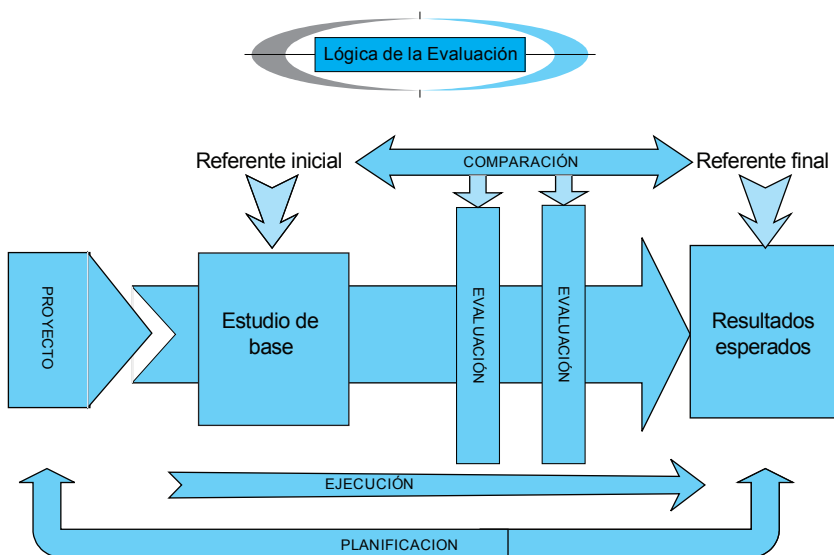 Lógica de la Evaluación
Referente inicial
COMPARACIÓN
Referente final
PROYECTO
Estudio de
base
EVALUACIÓN
EVALUACIÓN
Resultados
esperados
EJECUCIÓN
PLANIFICACION